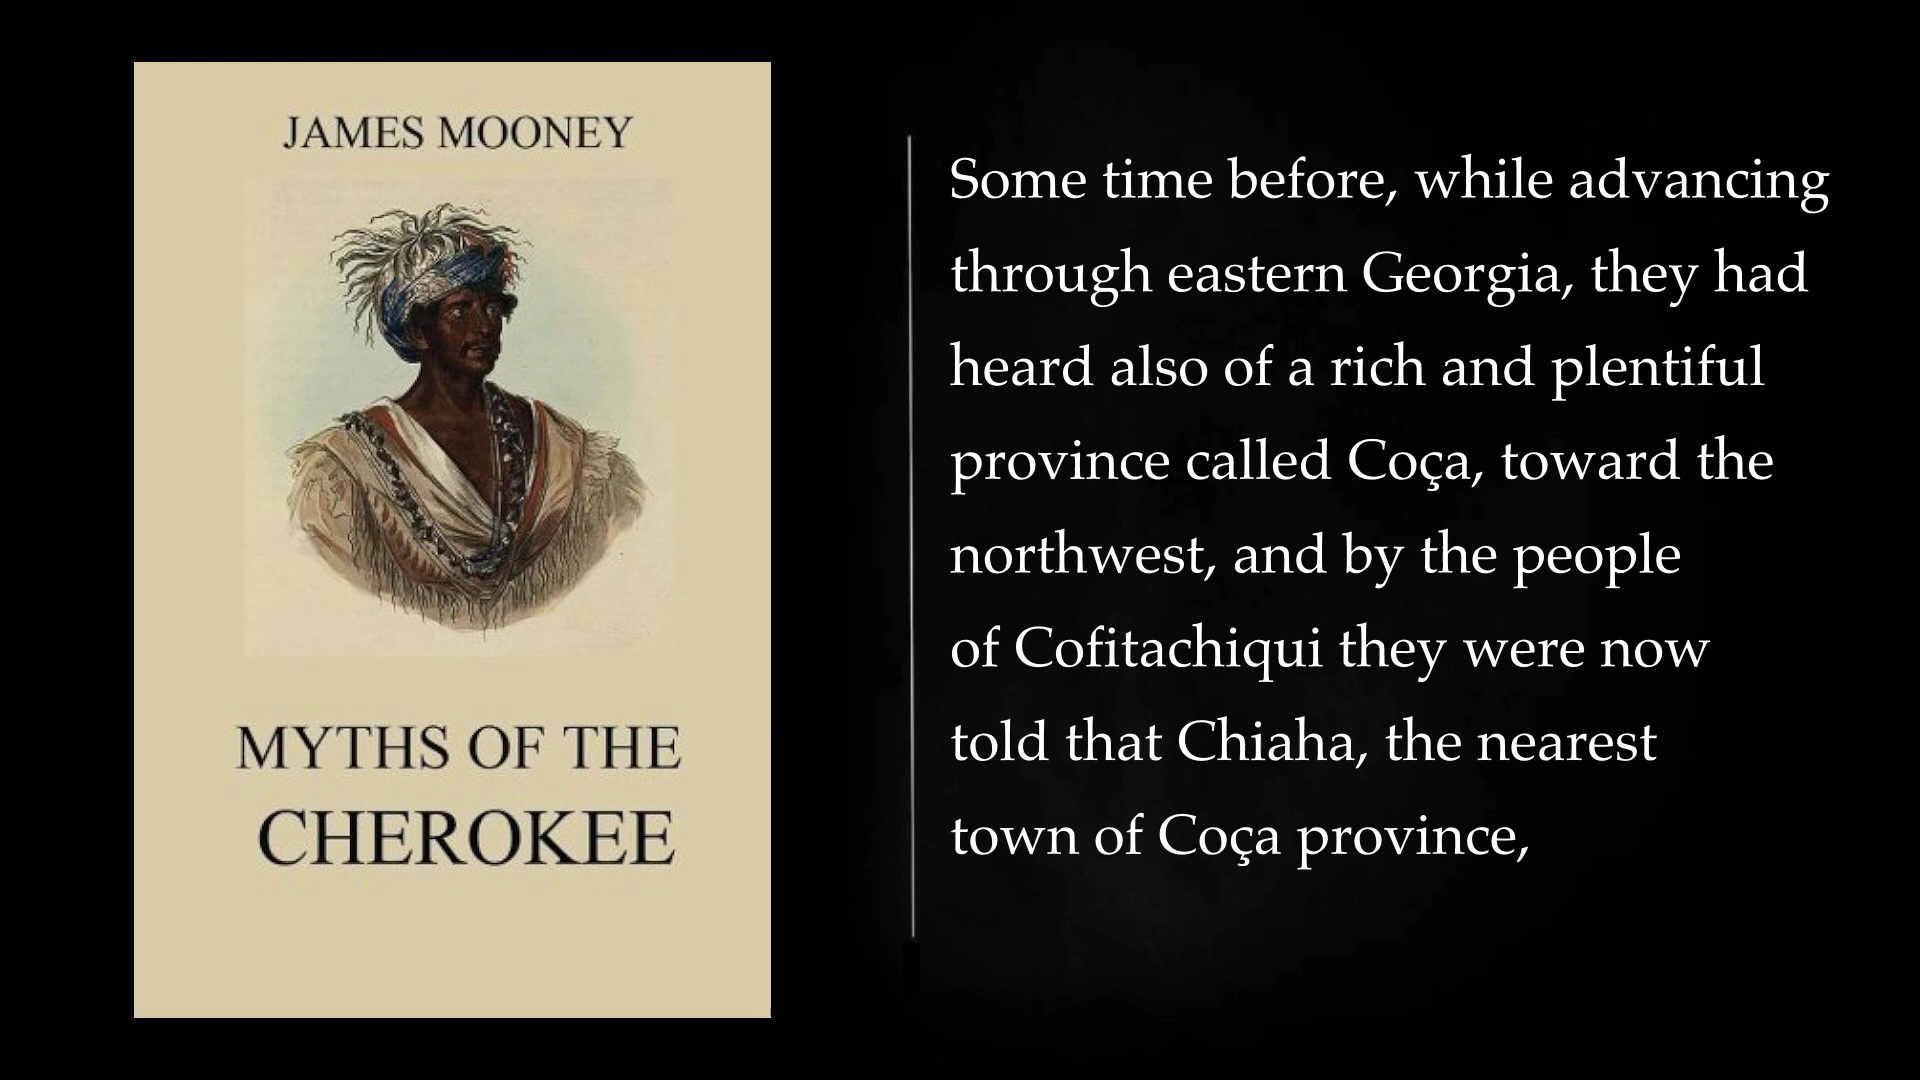 JAMES MOONEY
MYTHS OF THE
CHEROKEE
Some time before, while advancing
through eastern Georgia, they had
heard also of a rich and plentiful
province called Coça, toward the
northwest, and by the people
of Cofitachiqui they were now
told that Chiaha, the nearest
town of Coça province,